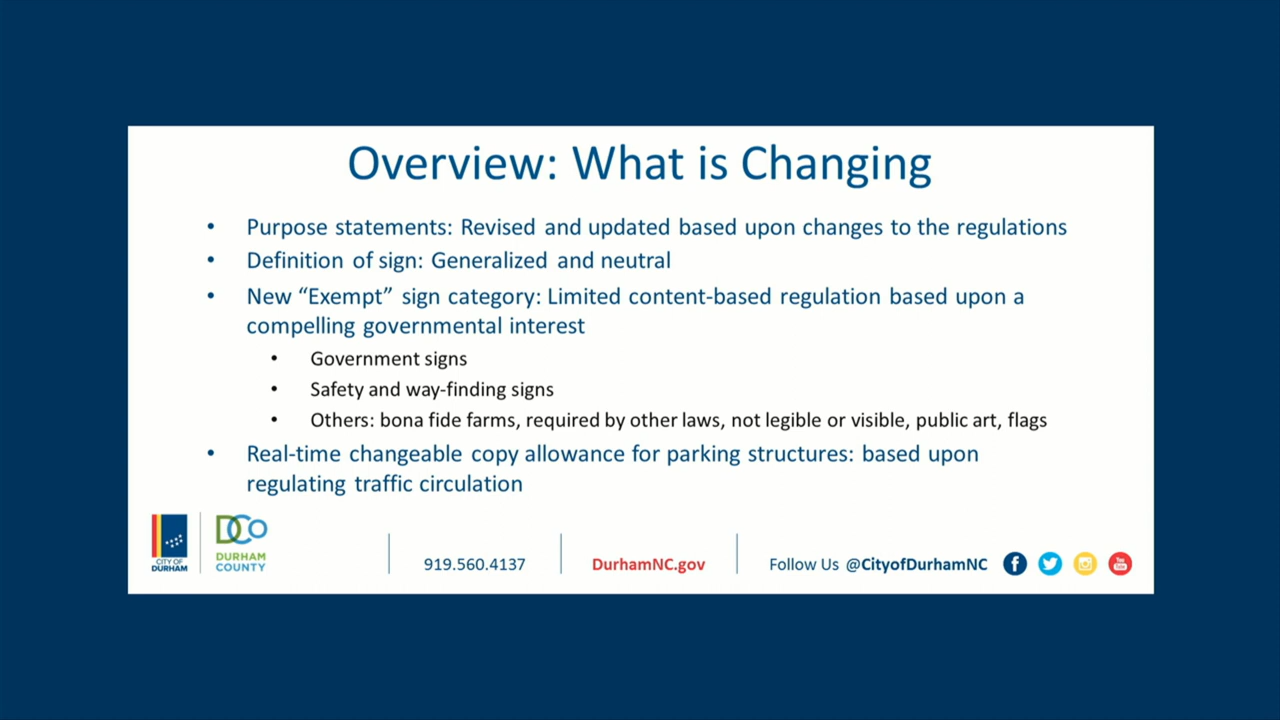 Overview: What is Changing
• Purpose statements: Revised and updated based upon changes to the regulations
• Definition of sign: Generalized and neutral
• New “Exempt” sign category: Limited content-based regulation based upon a
compelling governmental interest
• Government signs
• Safety and way-finding signs
• Others: bona fide farms, required by other laws, not legible or visible, public art, flags
• Real-time changeable copy allowance for parking structures: based upon
regulating traffic circulation
CITY OF
DURHAM
DCO
DURHAM
COUNTY
919.560.4137
DurhamNC.gov
Follow Us @CityofDurhamNC